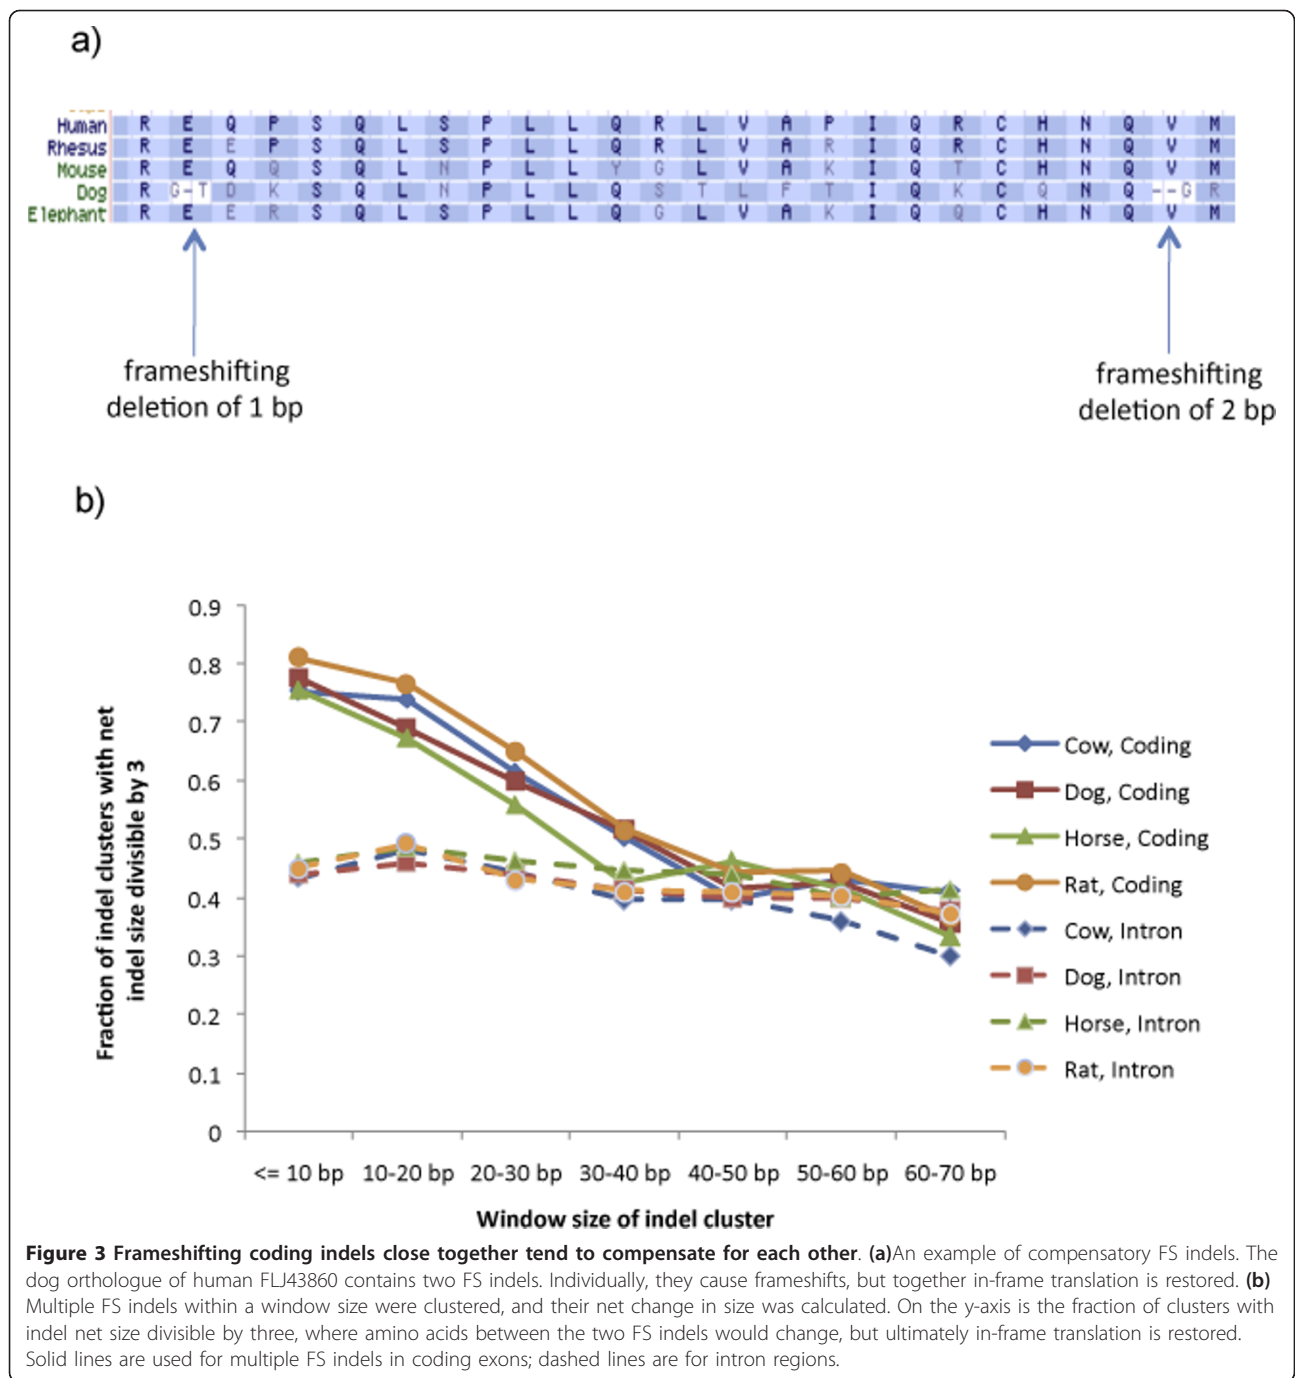 a)
Human R E Q P S Q L S P L L Q R L V A P I Q R C H N Q V M
Rhesus R E E P S Q L S P L L Q R L V A R I Q R C H N Q V M
Mouse R E Q Q S Q L N P L L Y G L V A K I Q T C H N Q V M
Dog R G-T D K S Q L N P L L Q S T L F T I Q K C Q N Q --G R
Elephant R E E R S Q L S P L L Q G L V A K I Q Q C H N Q V M
frameshifting
deletion of 1 bp
frameshifting
deletion of 2 bp
b)
Fraction of indel clusters with net
indel size divisible by 3
0.9
0.8
0.7
0.6
0.5
0.4
0.3
0.2
0.1
0
<= 10 bp 10-20 bp 20-30 bp 30-40 bp 40-50 bp 50-60 bp 60-70 bp
Window size of indel cluster
Cow, Coding
Dog, Coding
Horse, Coding
Rat, Coding
Cow, Intron
Dog, Intron
Horse, Intron
Rat, Intron
Figure 3 Frameshifting coding indels close together tend to compensate for each other. (a)An example of compensatory FS indels. The
dog orthologue of human FLJ43860 contains two FS indels. Individually, they cause frameshifts, but together in-frame translation is restored. (b)
Multiple FS indels within a window size were clustered, and their net change in size was calculated. On the y-axis is the fraction of clusters with
indel net size divisible by three, where amino acids between the two FS indels would change, but ultimately in-frame translation is restored.
Solid lines are used for multiple FS indels in coding exons; dashed lines are for intron regions.